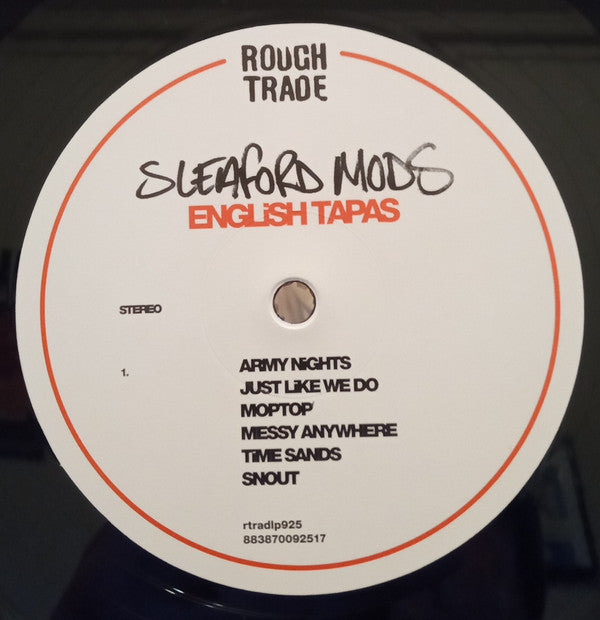 ROUGH
TRADE
SLEAFORD MODS
ENGLiSH TAPAS
STEREO
1.
ARMY NiGHTS
JUST LiKE WE DO
MOPTOP
MESSY ANYWHERE
TiME SANDS
SNOUT
rtradlp925
883870092517